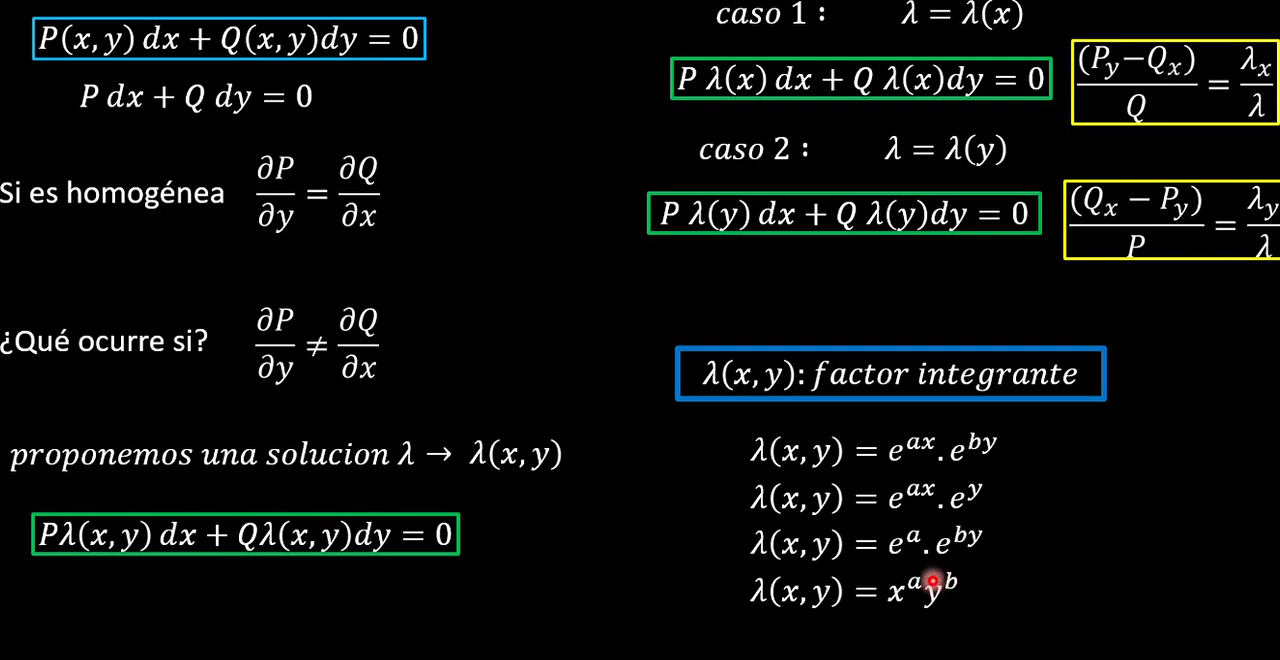 P(x, y) dx + Q(x, y)dy = 0
P dx + Q dy = 0
Si es homogénea ∂P/∂y = ∂Q/∂x
¿Qué ocurre si? ∂P/∂y ≠ ∂Q/∂x
proponemos una solucion λ → λ(x, y)
Pλ(x, y) dx + Qλ(x, y)dy = 0
caso 1 : λ = λ(x)
P λ(x) dx + Q λ(x)dy = 0
(P_y−Q_x)/Q = λ_x/λ
caso 2 : λ = λ(y)
P λ(y) dx + Q λ(y)dy = 0
(Q_x − P_y)/P = λ_y/λ
λ(x, y): factor integrante
λ(x, y) = e^{ax}.e^{by}
λ(x, y) = e^{ax}.e^{y}
λ(x, y) = e^{a}.e^{by}
λ(x, y) = x^{a}y^{b}